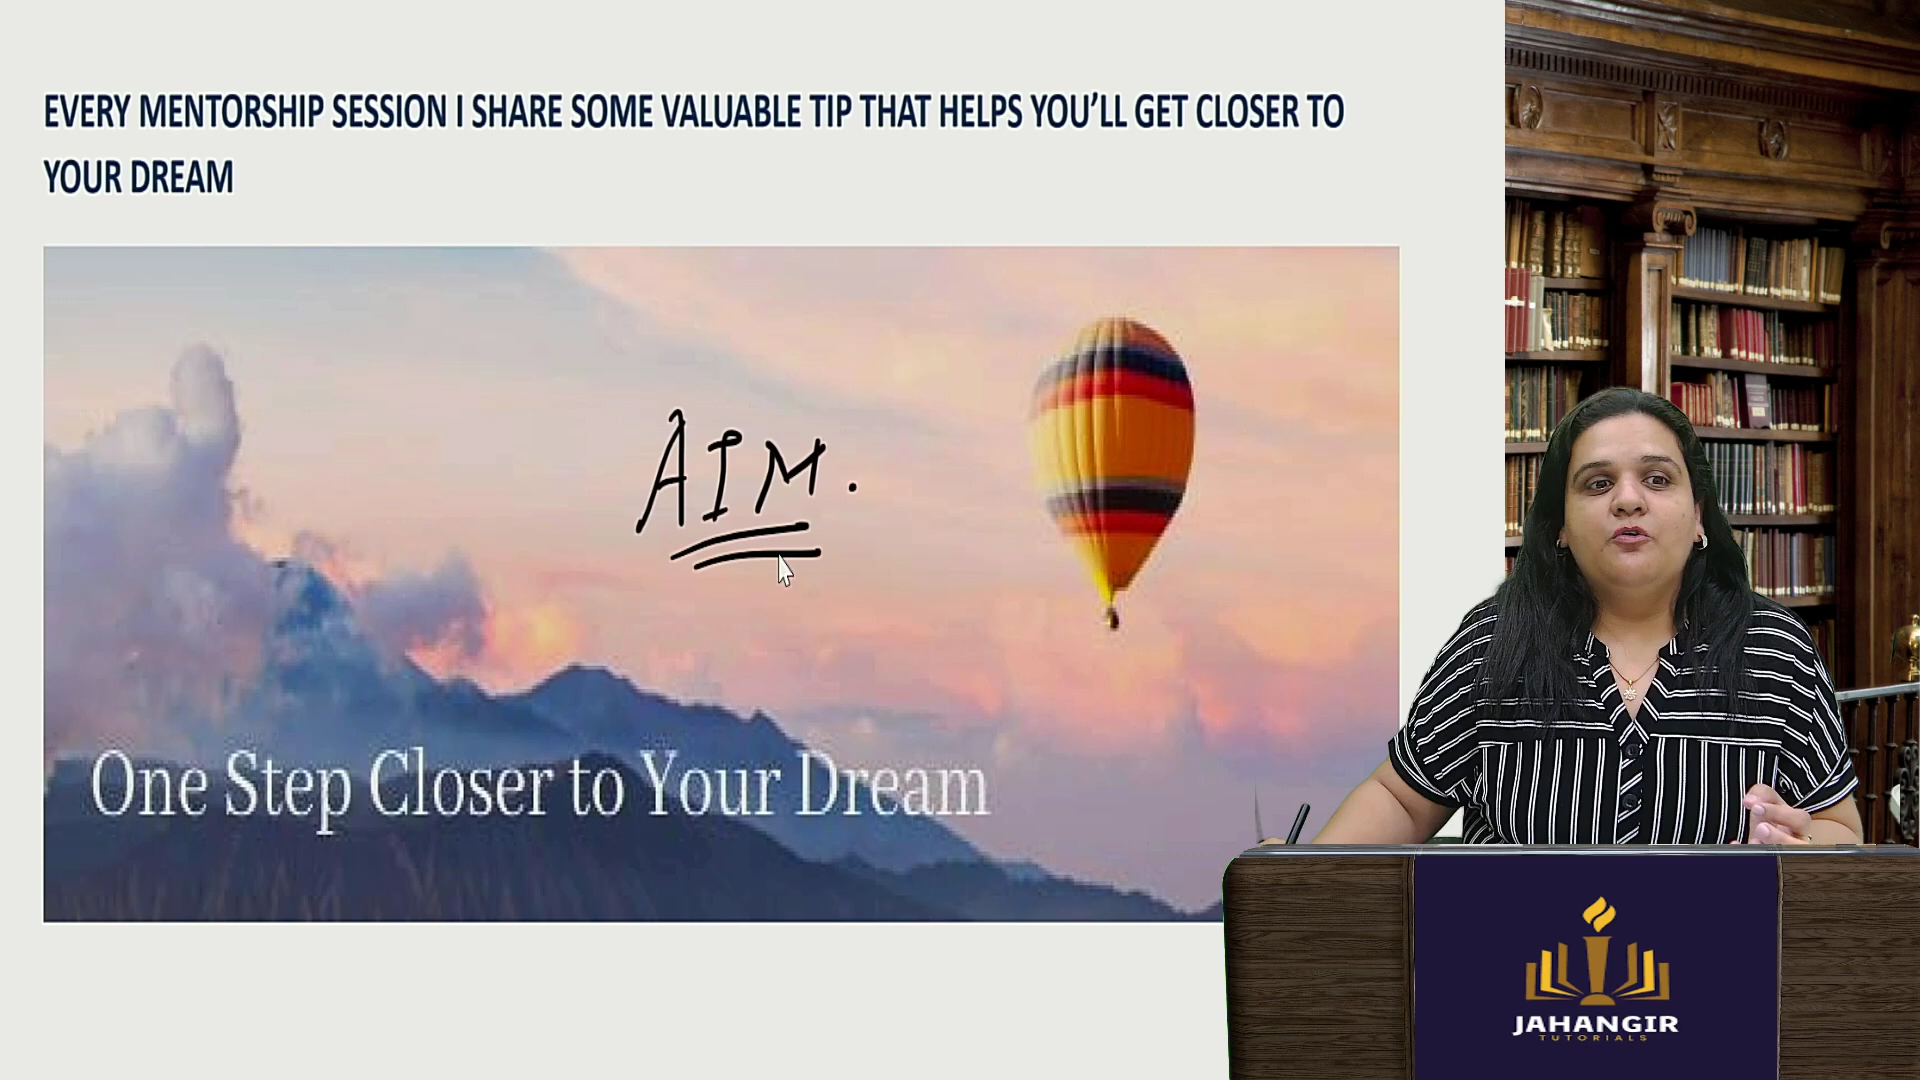 EVERY MENTORSHIP SESSION I SHARE SOME VALUABLE TIP THAT HELPS YOU’LL GET CLOSER TO
YOUR DREAM
AIM.
One Step Closer to Your Dream
JAHANGIR
TUTORIALS